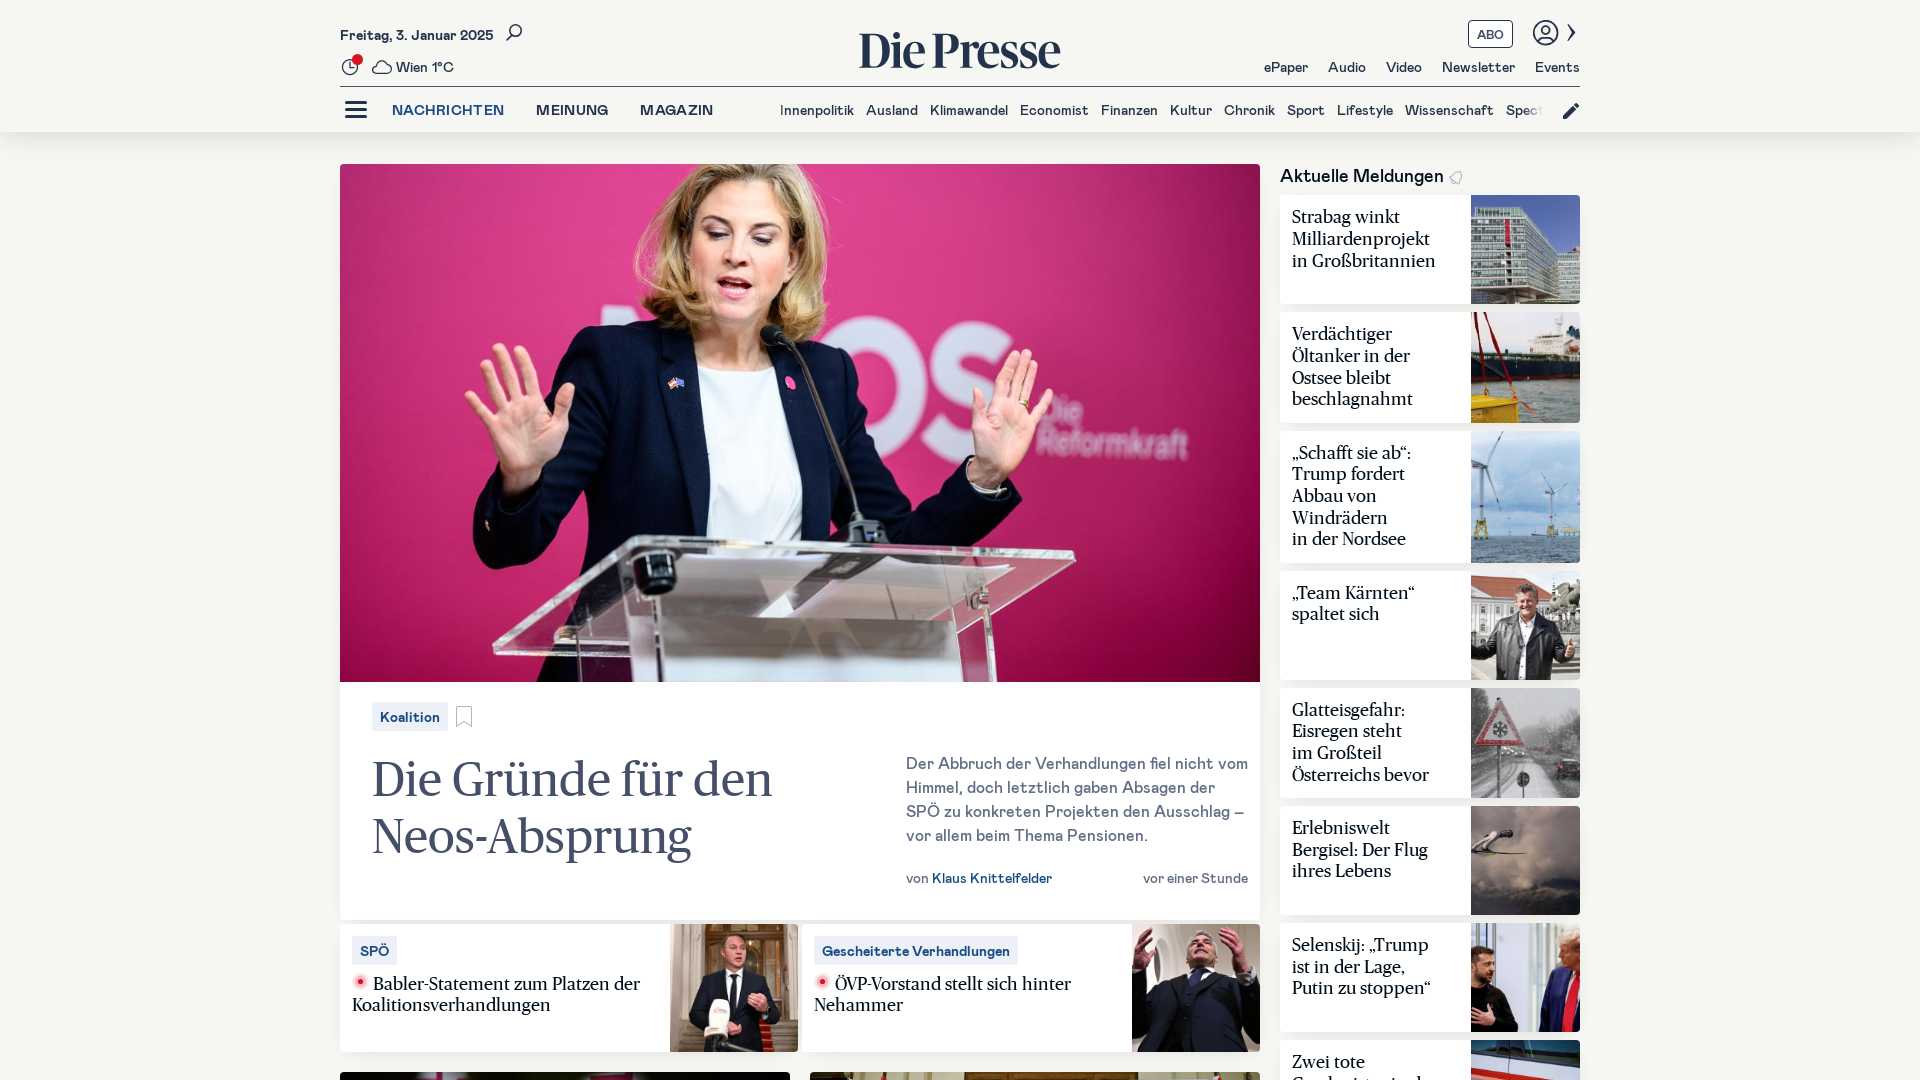 Freitag, 3. Januar 2025
Wien 1°C
Die Presse
ABO
ePaper Audio Video Newsletter Events
NACHRICHTEN MEINUNG MAGAZIN
Innenpolitik Ausland Klimawandel Economist Finanzen Kultur Chronik Sport Lifestyle Wissenschaft Spect
OS
Die
Reformkraft
Koalition
Die Gründe für den
Neos-Absprung
Der Abbruch der Verhandlungen fiel nicht vom
Himmel, doch letztlich gaben Absagen der
SPÖ zu konkreten Projekten den Ausschlag –
vor allem beim Thema Pensionen.
von Klaus Knittelfelder
vor einer Stunde
SPÖ
Babler-Statement zum Platzen der
Koalitionsverhandlungen
Gescheiterte Verhandlungen
ÖVP-Vorstand stellt sich hinter
Nehammer
Aktuelle Meldungen
Strabag winkt
Milliardenprojekt
in Großbritannien
Verdächtiger
Öltanker in der
Ostsee bleibt
beschlagnahmt
„Schafft sie ab“:
Trump fordert
Abbau von
Windrädern
in der Nordsee
„Team Kärnten“
spaltet sich
Glatteisgefahr:
Eisregen steht
im Großteil
Österreichs bevor
Erlebniswelt
Bergisel: Der Flug
ihres Lebens
Selenskij: „Trump
ist in der Lage,
Putin zu stoppen“
Zwei tote